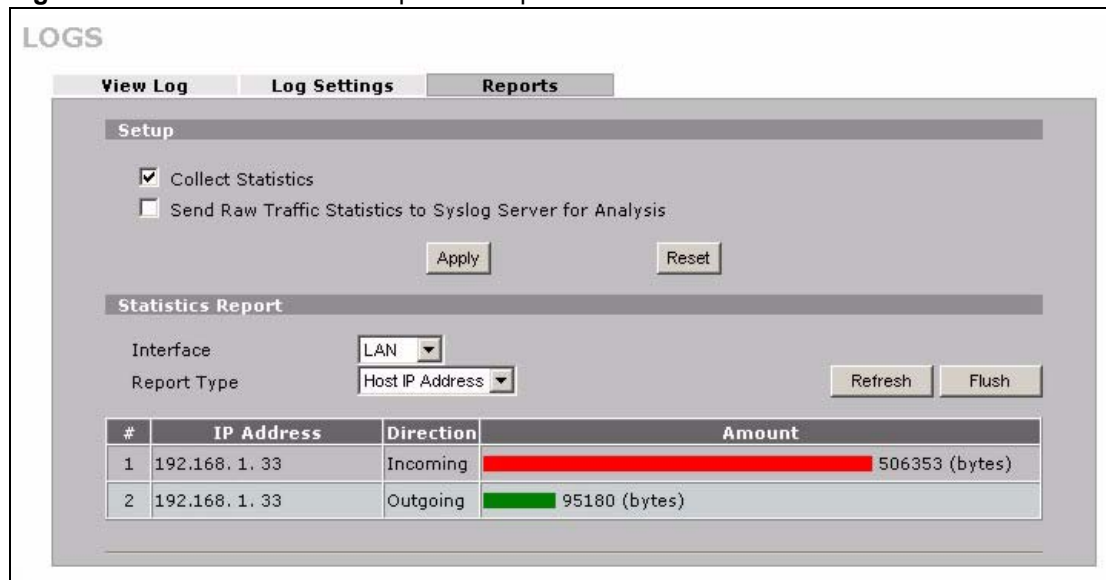 LOGS
View Log Log Settings Reports
Setup
Collect Statistics
Send Raw Traffic Statistics to Syslog Server for Analysis
Apply Reset
Statistics Report
Interface LAN
Report Type Host IP Address Refresh Flush
# IP Address Direction Amount
1 192.168. 1. 33 Incoming 506353 (bytes)
2 192.168. 1. 33 Outgoing 95180 (bytes)